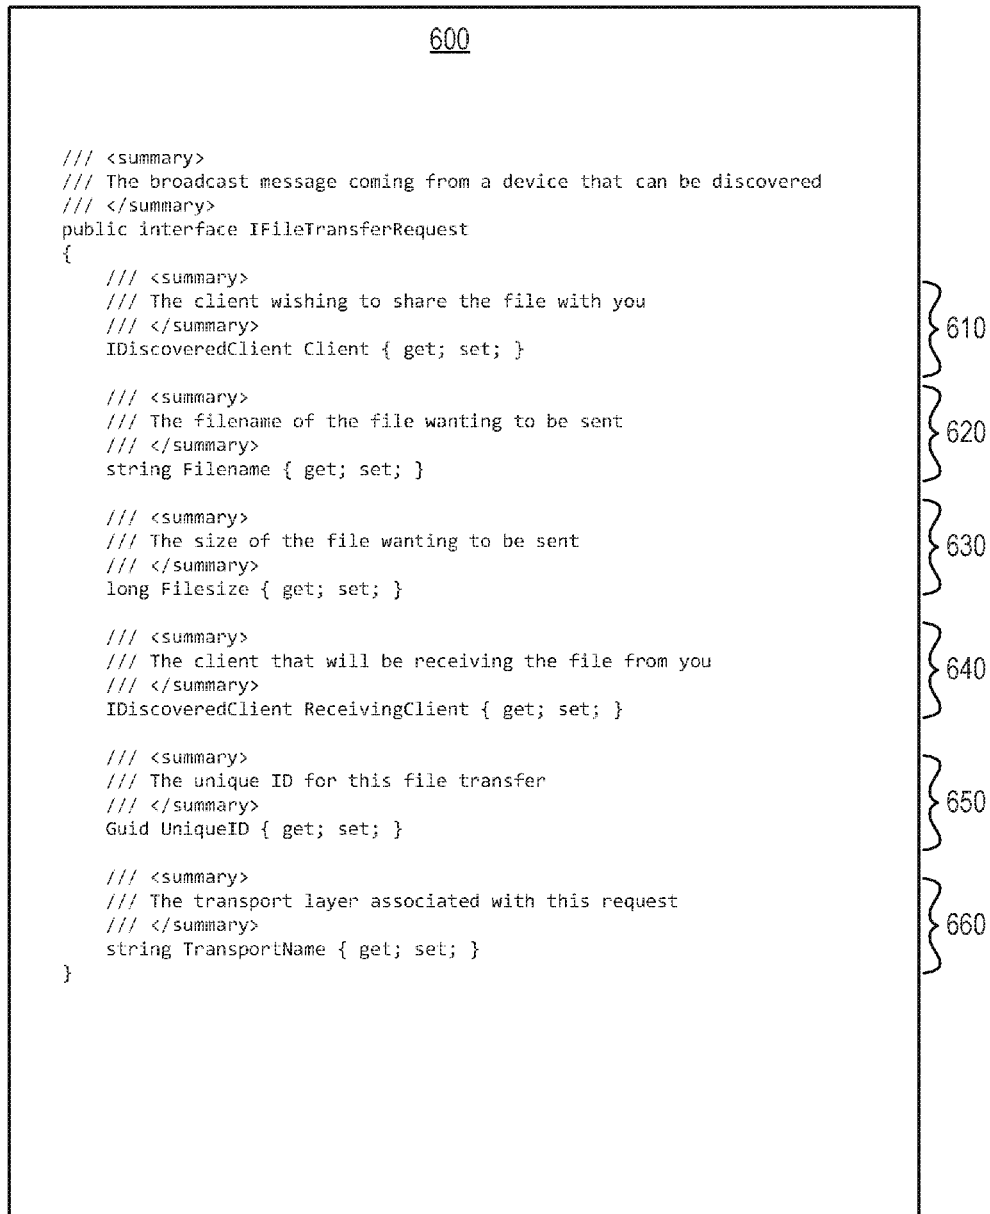 600
/// <summary>
/// The broadcast message coming from a device that can be discovered
/// </summary>
public interface IFileTransferRequest
{
/// <summary>
/// The client wishing to share the file with you
/// </summary>
IDiscoveredClient Client { get; set; }
610
/// <summary>
/// The filename of the file wanting to be sent
/// </summary>
string Filename { get; set; }
620
/// <summary>
/// The size of the file wanting to be sent
/// </summary>
long Filesize { get; set; }
630
/// <summary>
/// The client that will be receiving the file from you
/// </summary>
IDiscoveredClient ReceivingClient { get; set; }
640
/// <summary>
/// The unique ID for this file transfer
/// </summary>
Guid UniqueID { get; set; }
650
/// <summary>
/// The transport layer associated with this request
/// </summary>
string TransportName { get; set; }
660
}